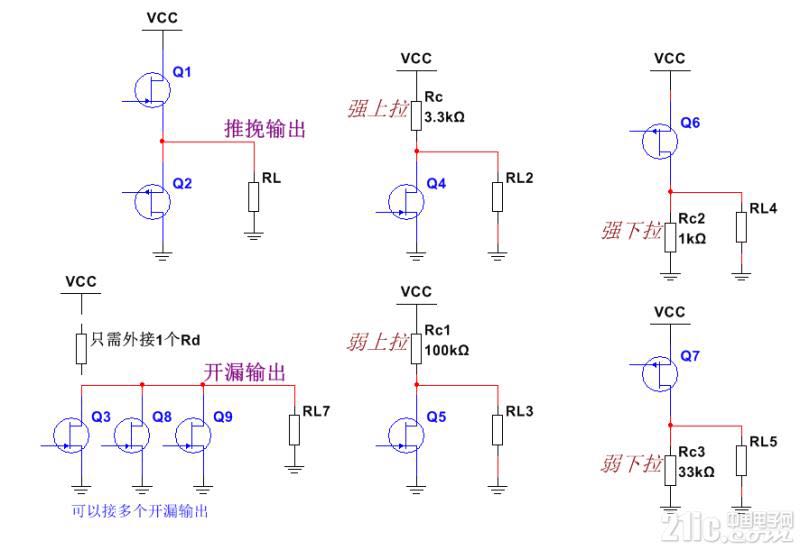 VCC
Q1
推挽输出
Q2
RL
VCC
强上拉
Rc
3.3kΩ
Q4
RL2
VCC
Q6
强下拉
Rc2
1kΩ
RL4
VCC
只需外接1个Rd
开漏输出
Q3
Q8
Q9
RL7
可以接多个开漏输出
VCC
弱上拉
Rc1
100kΩ
Q5
RL3
VCC
Q7
弱下拉
Rc3
33kΩ
RL5
21ic.com
中国电子网